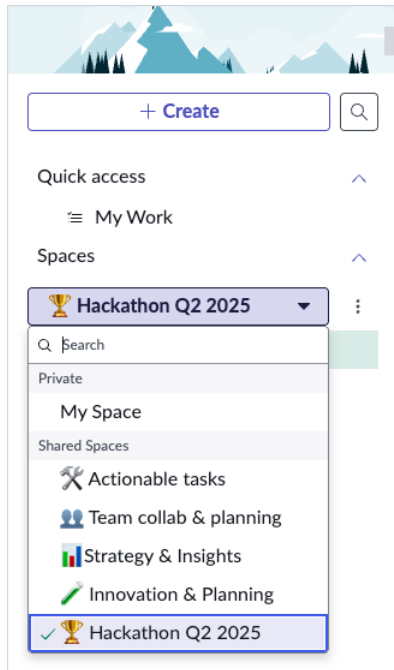 + Create
Quick access
My Work
Spaces
Hackathon Q2 2025
Search
Private
My Space
Shared Spaces
Actionable tasks
Team collab & planning
Strategy & Insights
Innovation & Planning
Hackathon Q2 2025